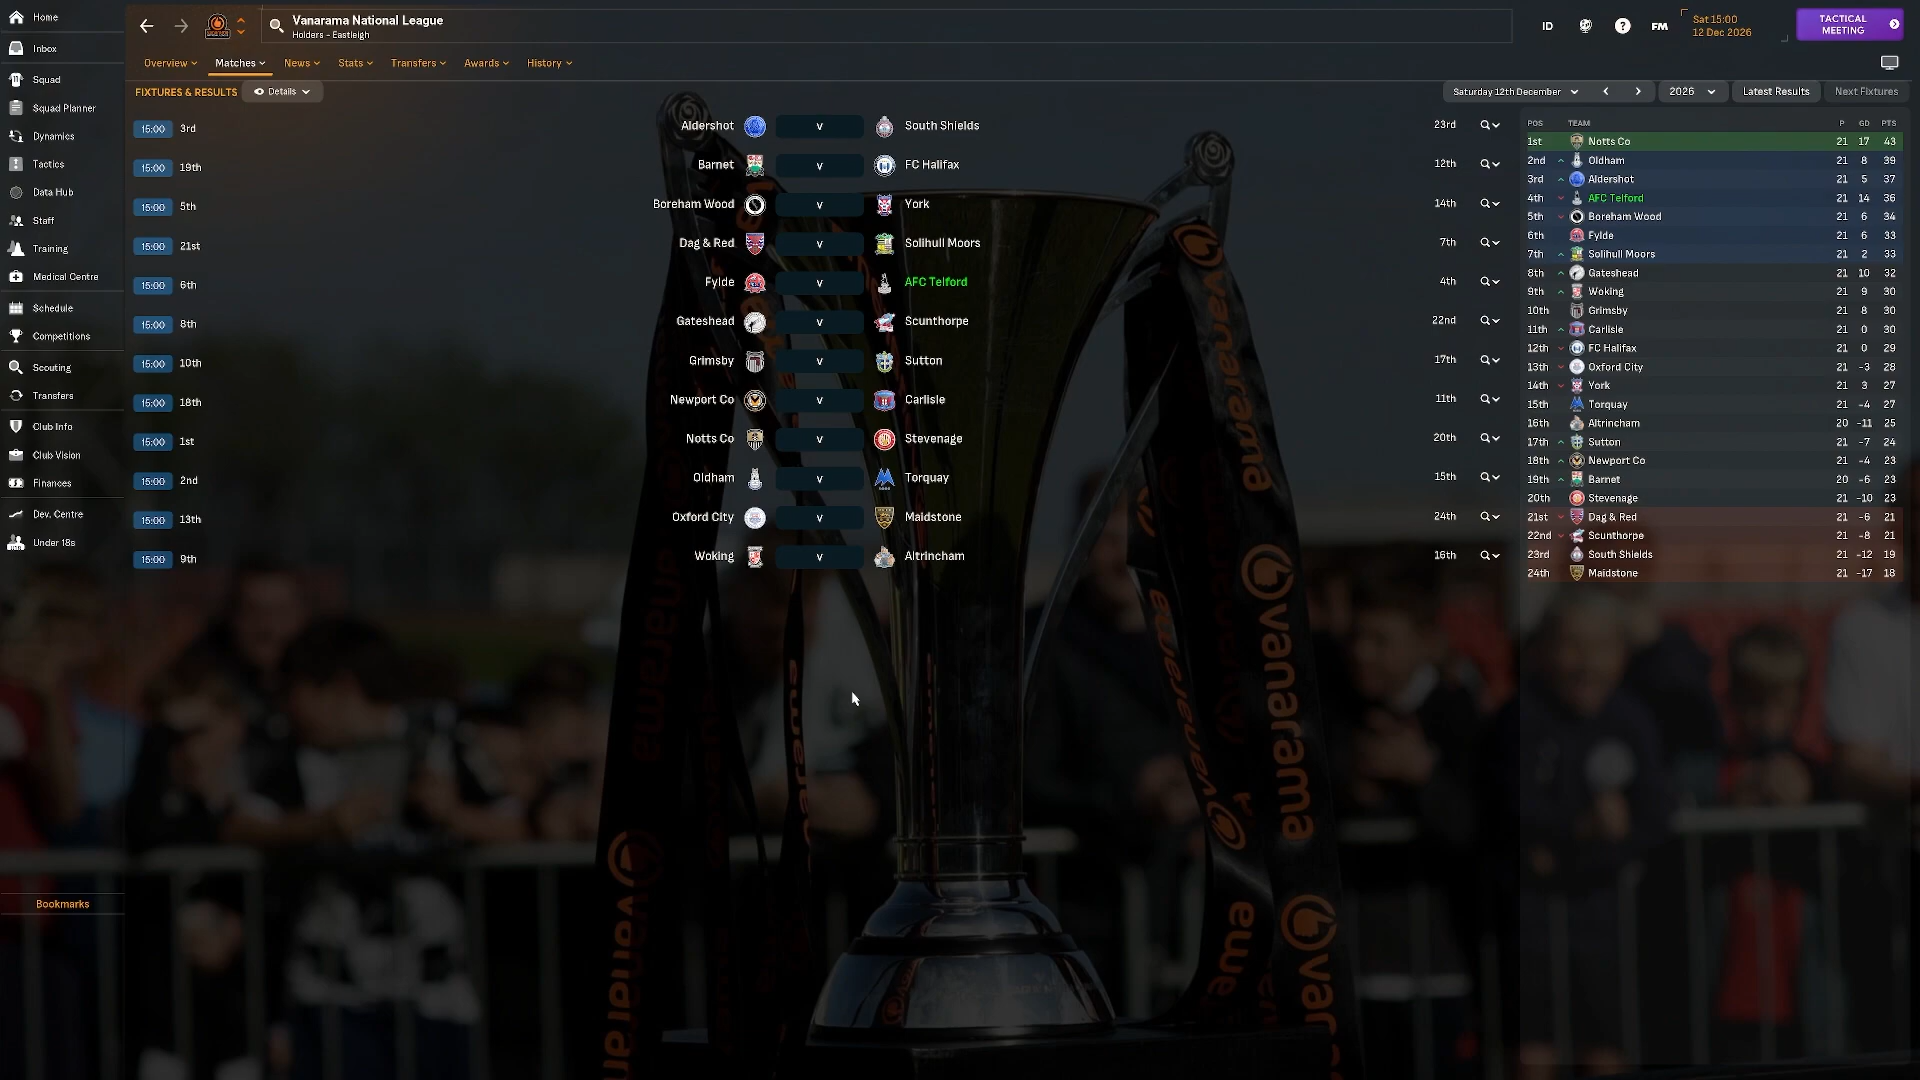 Home
Inbox
Squad
Squad Planner
Dynamics
Tactics
Data Hub
Staff
Training
Medical Centre
Schedule
Competitions
Scouting
Transfers
Club Info
Club Vision
Finances
Dev. Centre
Under 18s
Bookmarks
Vanarama National League
Holders - Eastleigh
ID
FM
Sat 15:00
12 Dec 2026
TACTICAL MEETING
Overview Matches News Stats Transfers Awards History
FIXTURES & RESULTS Details
Saturday 12th December 2026 Latest Results Next Fixtures
15:00 3rd Aldershot v South Shields 23rd
15:00 19th Barnet v FC Halifax 12th
15:00 5th Boreham Wood v York 14th
15:00 21st Dag & Red v Solihull Moors 7th
15:00 6th Fylde v AFC Telford 4th
15:00 8th Gateshead v Scunthorpe 22nd
15:00 10th Grimsby v Sutton 17th
15:00 18th Newport Co v Carlisle 11th
15:00 1st Notts Co v Stevenage 20th
15:00 2nd Oldham v Torquay 15th
15:00 13th Oxford City v Maidstone 24th
15:00 9th Woking v Altrincham 16th
POS TEAM P GD PTS
1st Notts Co 21 17 43
2nd Oldham 21 8 39
3rd Aldershot 21 5 37
4th AFC Telford 21 14 36
5th Boreham Wood 21 6 34
6th Fylde 21 6 33
7th Solihull Moors 21 2 33
8th Gateshead 21 10 32
9th Woking 21 9 30
10th Grimsby 21 8 30
11th Carlisle 21 0 30
12th FC Halifax 21 0 29
13th Oxford City 21 -3 28
14th York 21 3 27
15th Torquay 21 -4 27
16th Altrincham 20 -11 25
17th Sutton 21 -7 24
18th Newport Co 21 -4 23
19th Barnet 20 -6 23
20th Stevenage 21 -10 23
21st Dag & Red 21 -6 21
22nd Scunthorpe 21 -8 21
23rd South Shields 21 -12 19
24th Maidstone 21 -17 18
vanarama
vanarama